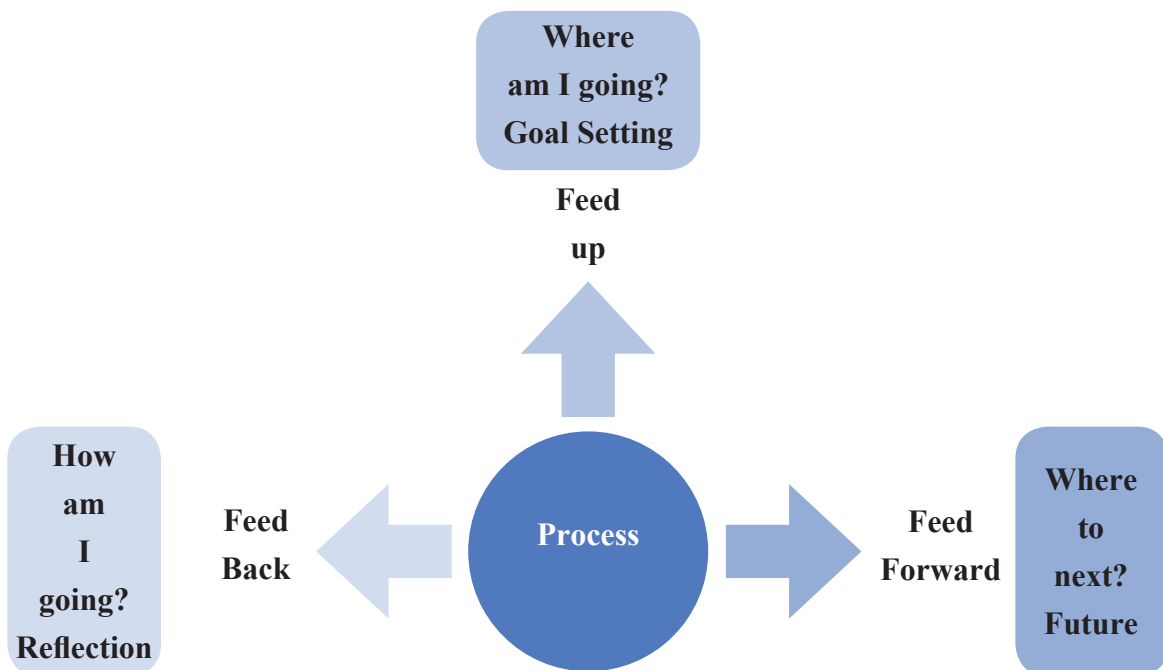 Where
am I going?
Goal Setting
Feed
up
How
am
I
going?
Reflection
Feed
Back
Process
Feed
Forward
Where
to
next?
Future